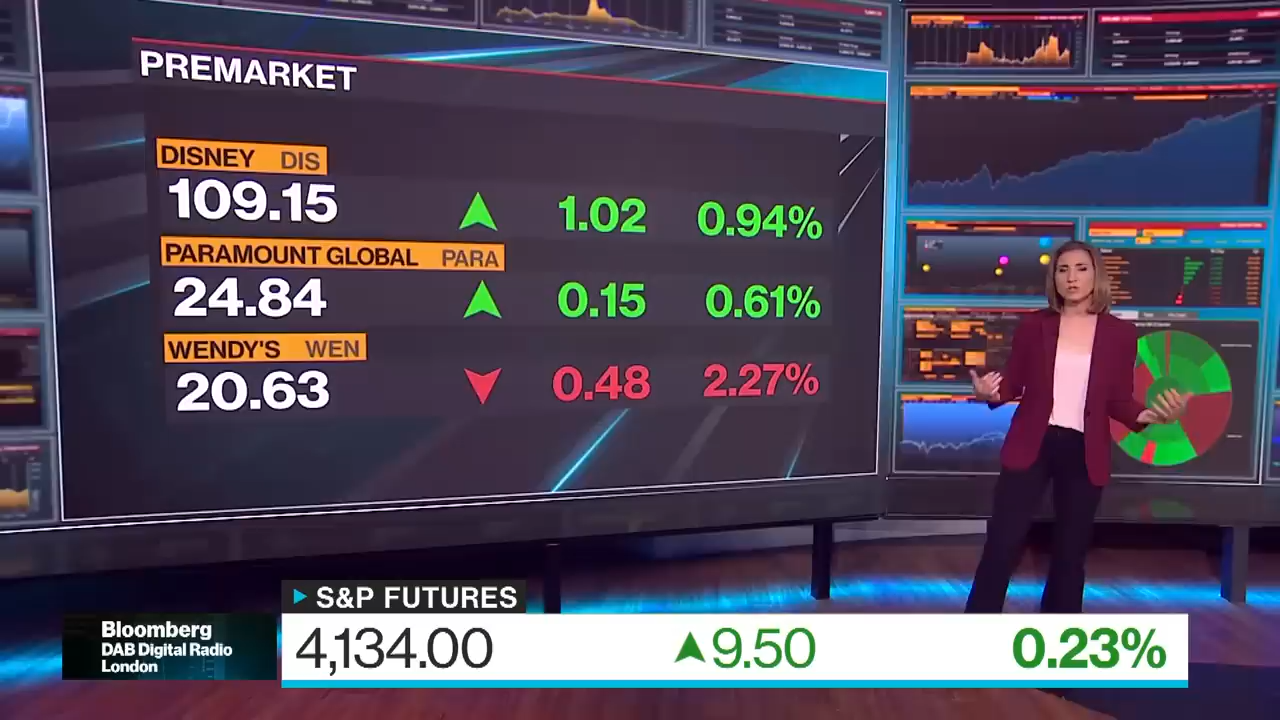 PREMARKET
DISNEY DIS
109.15 1.02 0.94%
PARAMOUNT GLOBAL PARA
24.84 0.15 0.61%
WENDY'S WEN
20.63 0.48 2.27%
S&P FUTURES
Bloomberg
DAB Digital Radio
London
4,134.00 9.50 0.23%